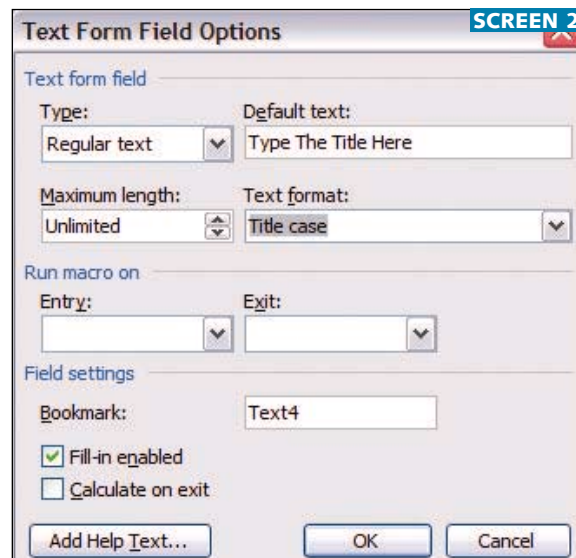 SCREEN 2
Text Form Field Options
Text form field
Type: Default text:
Regular text Type The Title Here
Maximum length: Text format:
Unlimited Title case
Run macro on
Entry: Exit:
Field settings
Bookmark: Text4
Fill-in enabled
Calculate on exit
Add Help Text... OK Cancel